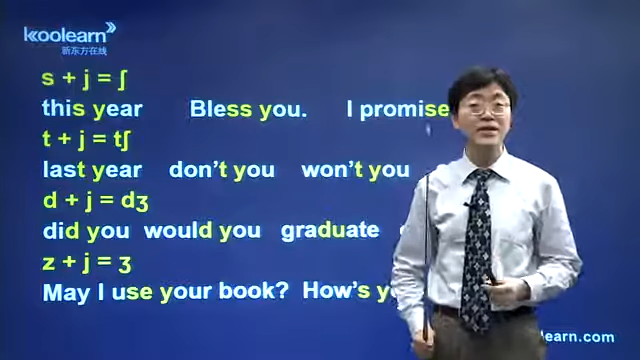 koolearn
新东方在线
s + j = ʃ
this year Bless you. I promise
t + j = tʃ
last year don't you won't you
d + j = dʒ
did you would you graduate
z + j = ʒ
May I use your book? How's y
learn.com